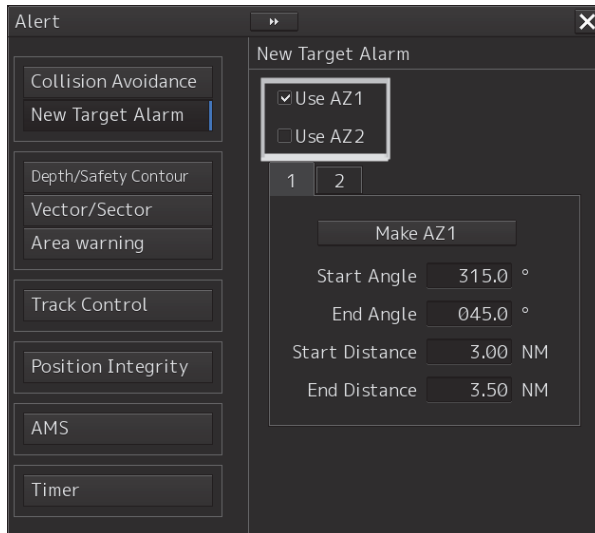 Alert
New Target Alarm
Collision Avoidance
New Target Alarm
Depth/Safety Contour
Vector/Sector
Area warning
Track Control
Position Integrity
AMS
Timer
Use AZ1
Use AZ2
1 2
Make AZ1
Start Angle 315.0 °
End Angle 045.0 °
Start Distance 3.00 NM
End Distance 3.50 NM